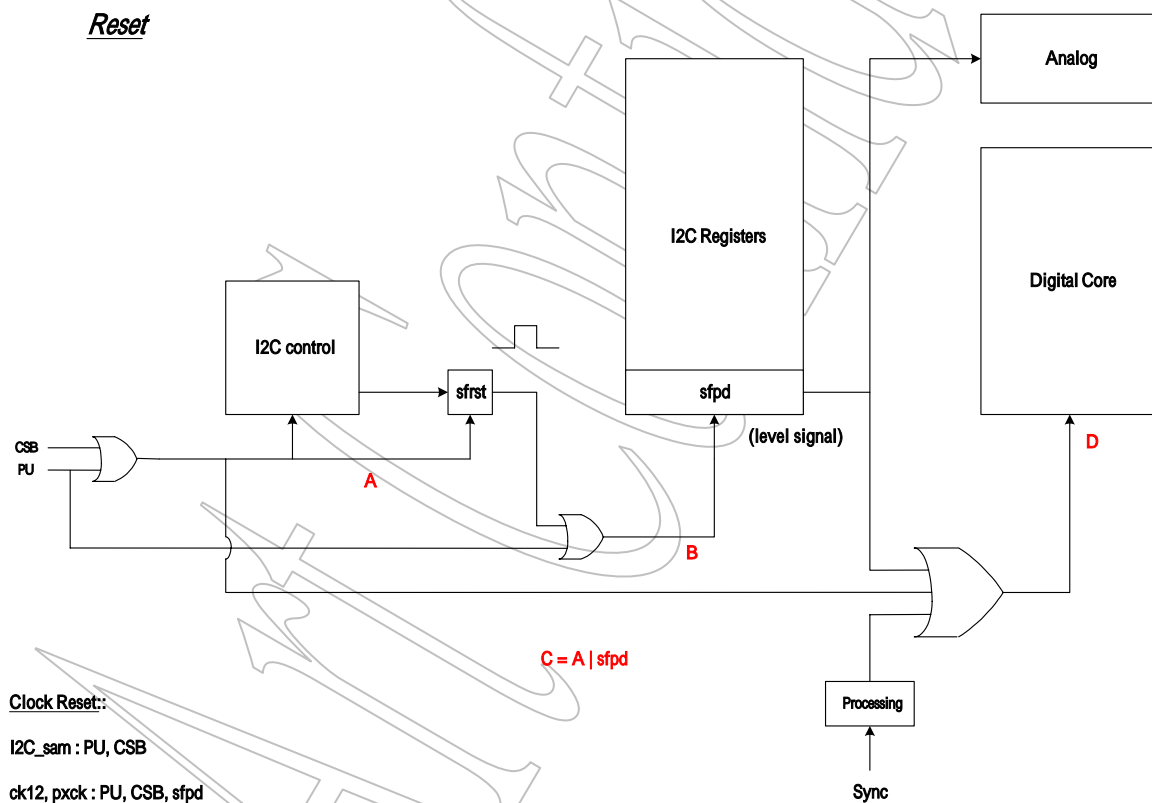 Reset
Analog
I2C Registers
Digital Core
I2C control
sfrst
sfpd
(level signal)
CSB
PU
A
B
D
C = A | sfpd
Processing
Sync
Clock Reset::
I2C_sam : PU, CSB
ck12, pxck : PU, CSB, sfpd